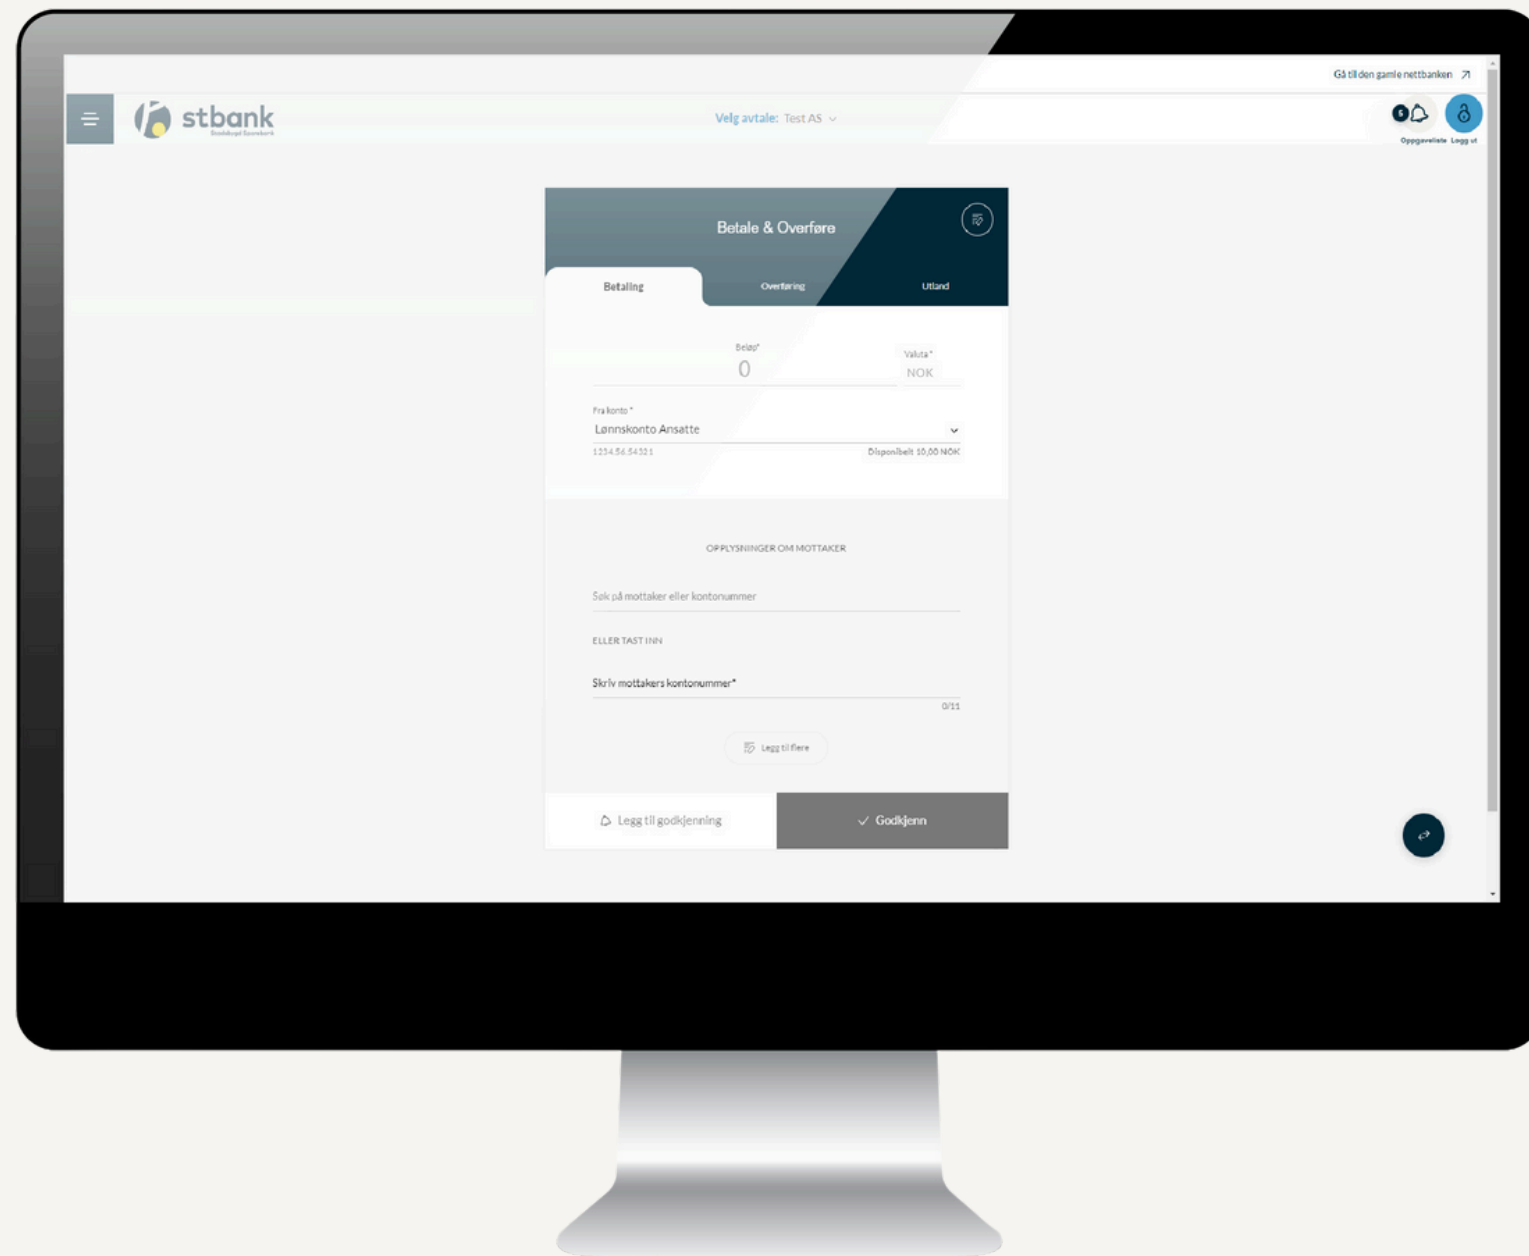 Gå til den gamle nettbanken
stbank
Velg avtale: Test AS
Oppgaveliste Logg ut
Betale & Overføre
Betaling Overføring Utland
Beløp* Valuta *
0 NOK
Fra konto *
Lønnskonto Ansatte
1234.56.54321 Disponibelt 10,00 NOK
OPPLYSNINGER OM MOTTAKER
Søk på mottaker eller kontonummer
ELLER TAST INN
Skriv mottakers kontonummer*
0/11
Legg til flere
Legg til godkjenning Godkjenn